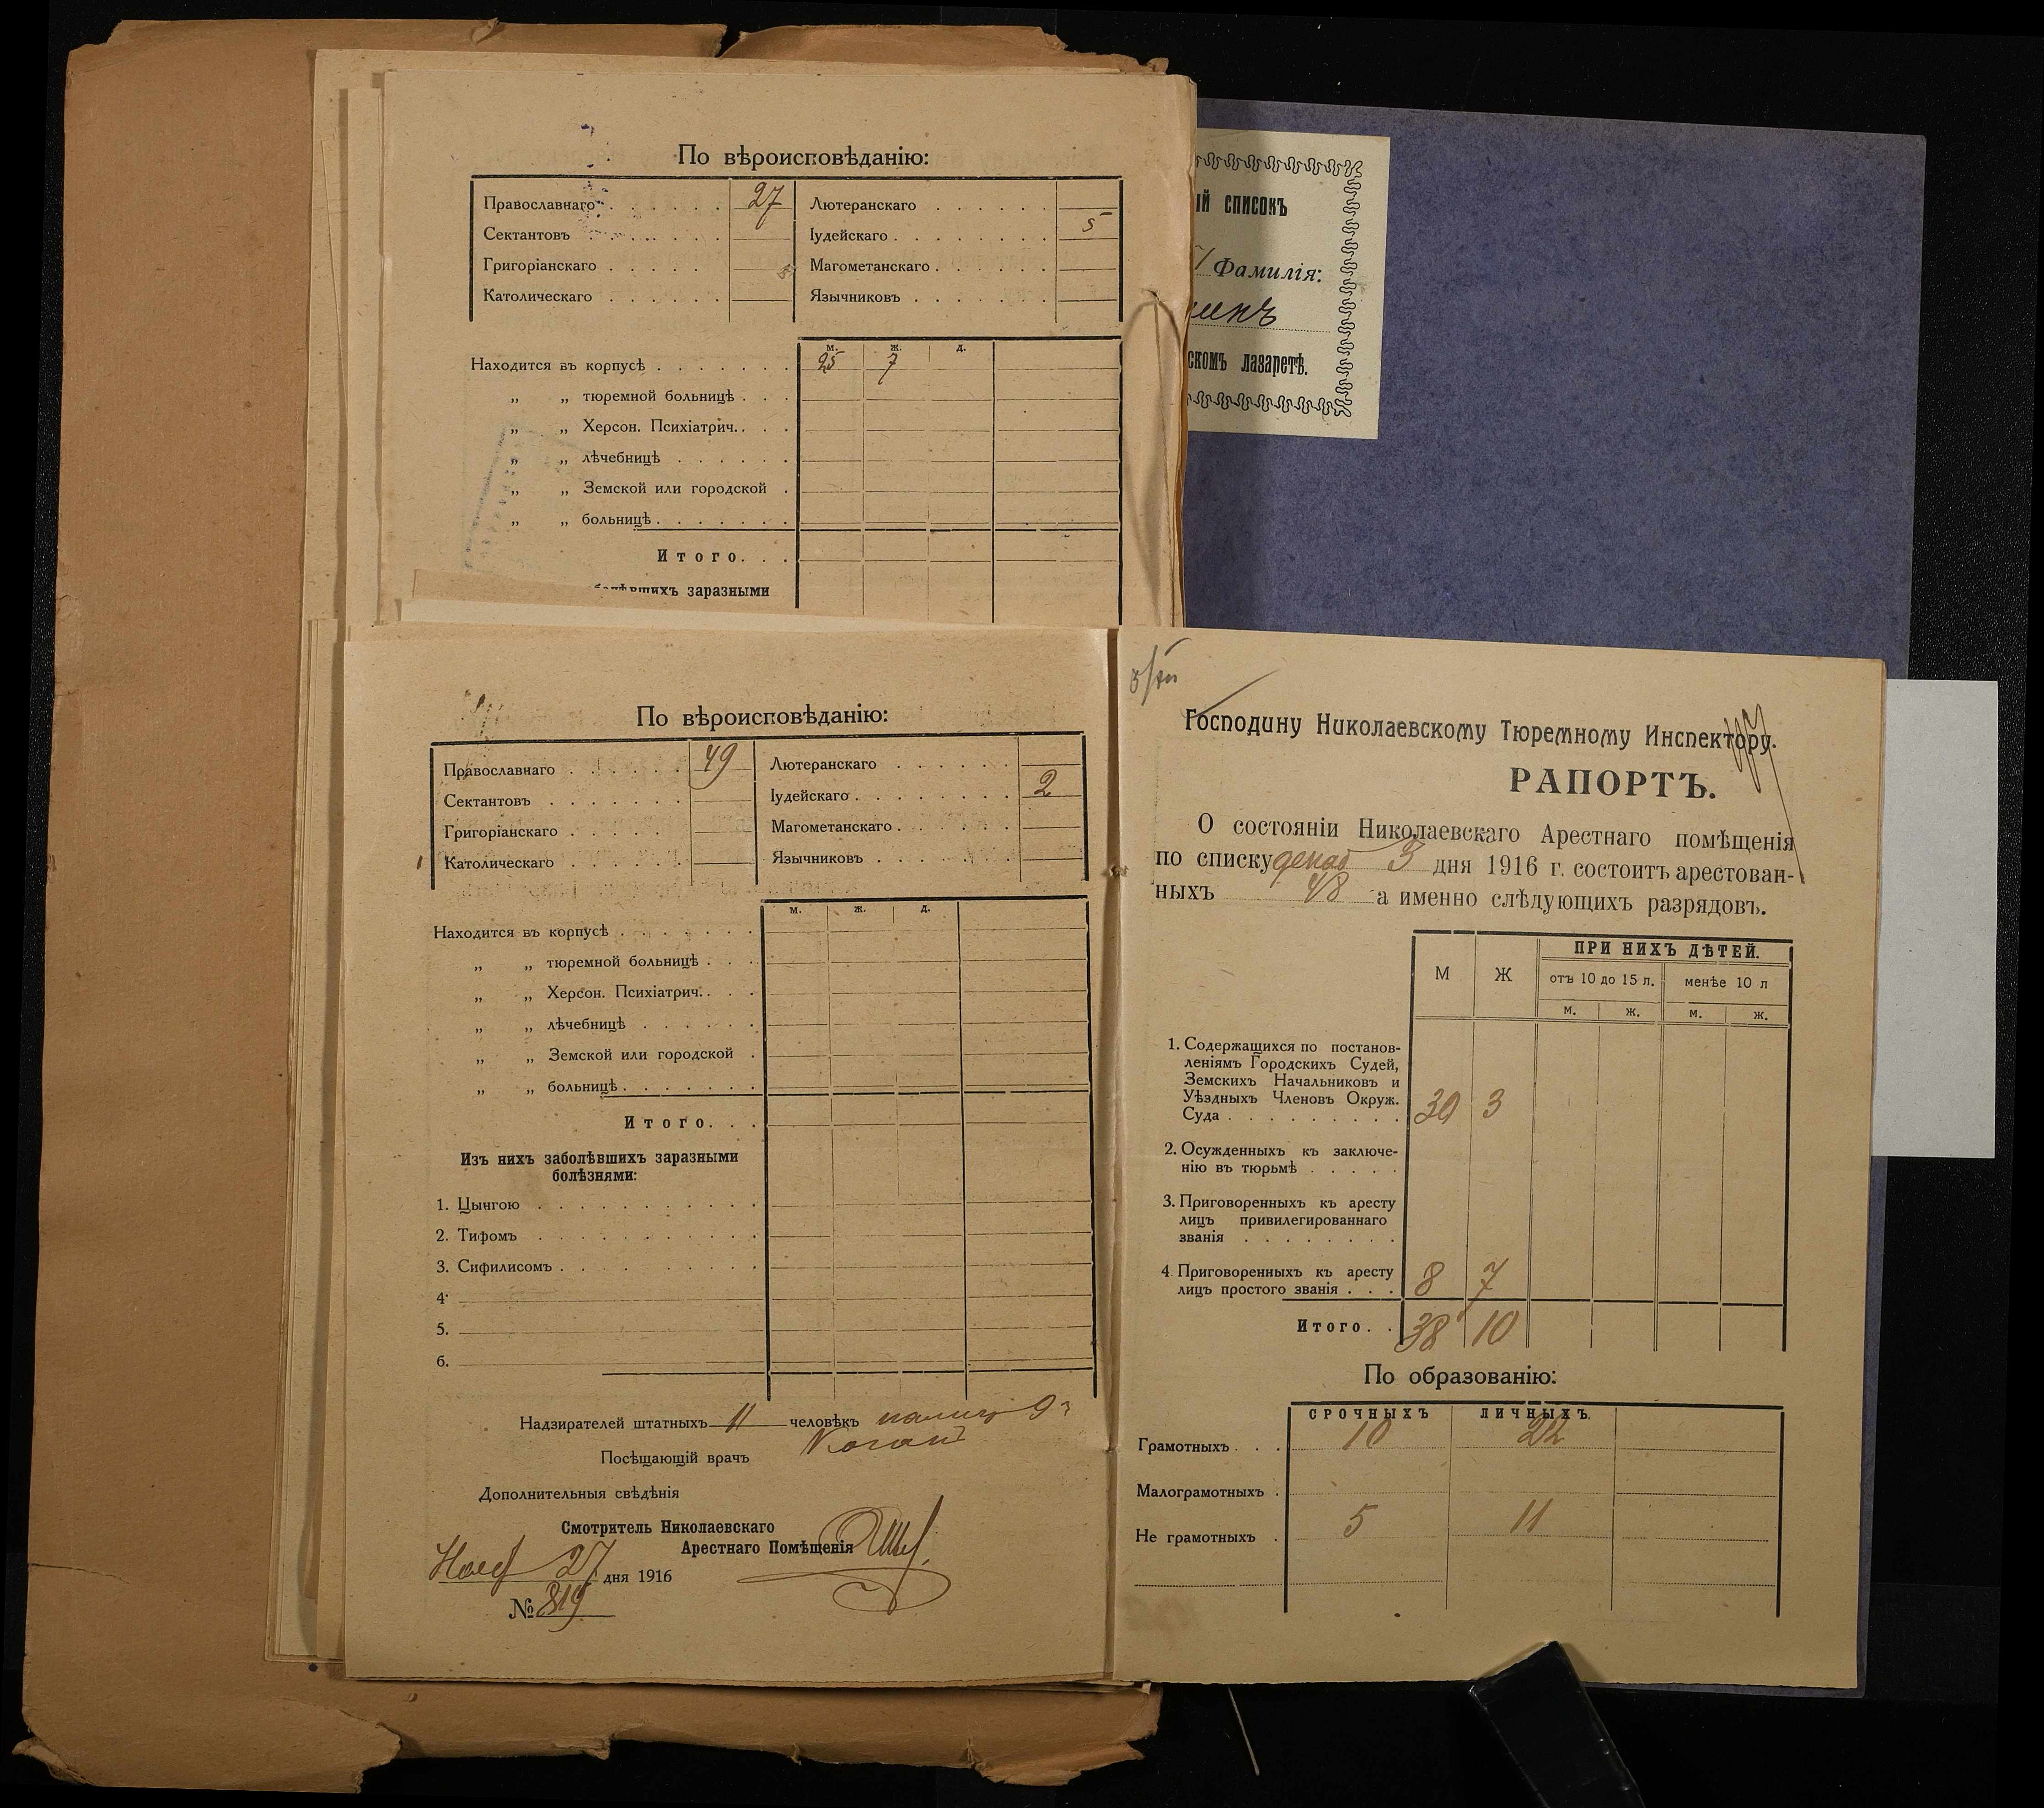 По вѣроисповѣданію:
Православнаго . . . . . . 27 Лютеранскаго . . . . . .
Сектантовъ . . . . . . . Іудейскаго . . . . . . . . 5
Григоріанскаго . . . . . Магометанскаго . . . . . .
Католическаго . . . . . . Язычниковъ . . . . . . .
м. ж. д.
Находится въ корпусѣ . . . . . . . 25 7
„ „ тюремной больницѣ . . .
„ „ Херсон. Психіатрич. . . .
„ „ лѣчебницѣ . . . . . .
„ „ Земской или городской .
„ „ больницѣ . . . . . . .
Итого. . .
болѣвшихъ заразными
ій списокъ
Фамилія:
скомъ лазаретѣ.
По вѣроисповѣданію:
Православнаго . . . . . . 49 Лютеранскаго . . . . . .
Сектантовъ . . . . . . . Іудейскаго . . . . . . . . 2
Григоріанскаго . . . . . Магометанскаго . . . . . .
1 Католическаго . . . . . . Язычниковъ . . . . . . .
м. ж. д.
Находится въ корпусѣ . . . . . . .
„ „ тюремной больницѣ . . .
„ „ Херсон. Психіатрич. . . .
„ „ лѣчебницѣ . . . . . .
„ „ Земской или городской .
„ „ больницѣ . . . . . . .
Итого. . .
Изъ нихъ заболѣвшихъ заразными
болѣзнями:
1. Цынгою . . . . . . . . . . .
2. Тифомъ . . . . . . . . . . .
3. Сифилисомъ . . . . . . . . . .
4.
5.
6.
Надзирателей штатныхъ 11 человѣкъ
Посѣщающій врачъ Коганъ
Дополнительныя свѣдѣнія
Смотритель Николаевскаго
Арестнаго Помѣщенія
27 дня 1916
№ 819
Господину Николаевскому Тюремному Инспектору.
РАПОРТЪ.
О состояніи Николаевскаго Арестнаго помѣщенія
по списку декаб 3 дня 1916 г. состоитъ арестован-
ныхъ 48 а именно слѣдующихъ разрядовъ.
М Ж ПРИ НИХЪ ДѢТЕЙ.
отъ 10 до 15 л. менѣе 10 л
м. ж. м. ж.
1. Содержащихся по постанов-
леніямъ Городскихъ Судей,
Земскихъ Начальниковъ и
Уѣздныхъ Членовъ Окруж.
Суда . . . . . . . . . 30 3
2. Осужденныхъ къ заключе-
нію въ тюрьмѣ . . . . .
3. Приговоренныхъ къ аресту
лицъ привилегированнаго
званія . . . . . . . .
4 Приговоренныхъ къ аресту
лицъ простого званія . . . 8 7
Итого. . 38 10
По образованію:
СРОЧНЫХЪ ЛИЧНЫХЪ.
Грамотныхъ . . . 10 22
Малограмотныхъ .
Не грамотныхъ . 5 11